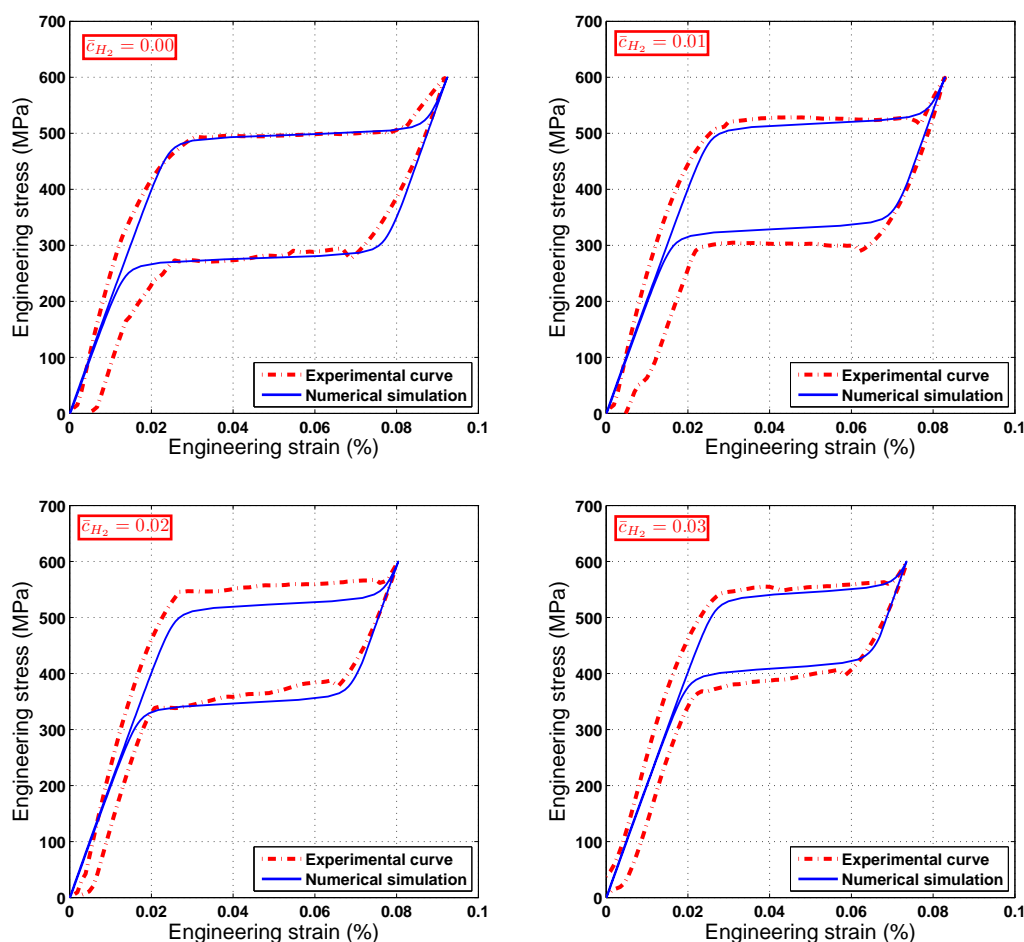 700
600
500
400
300
200
100
0
Engineering stress (MPa)
c̄_{H_2} = 0.00
Experimental curve
Numerical simulation
0 0.02 0.04 0.06 0.08 0.1
Engineering strain (%)
700
600
500
400
300
200
100
0
Engineering stress (MPa)
c̄_{H_2} = 0.01
Experimental curve
Numerical simulation
0 0.02 0.04 0.06 0.08 0.1
Engineering strain (%)
700
600
500
400
300
200
100
0
Engineering stress (MPa)
c̄_{H_2} = 0.02
Experimental curve
Numerical simulation
0 0.02 0.04 0.06 0.08 0.1
Engineering strain (%)
700
600
500
400
300
200
100
0
Engineering stress (MPa)
c̄_{H_2} = 0.03
Experimental curve
Numerical simulation
0 0.02 0.04 0.06 0.08 0.1
Engineering strain (%)